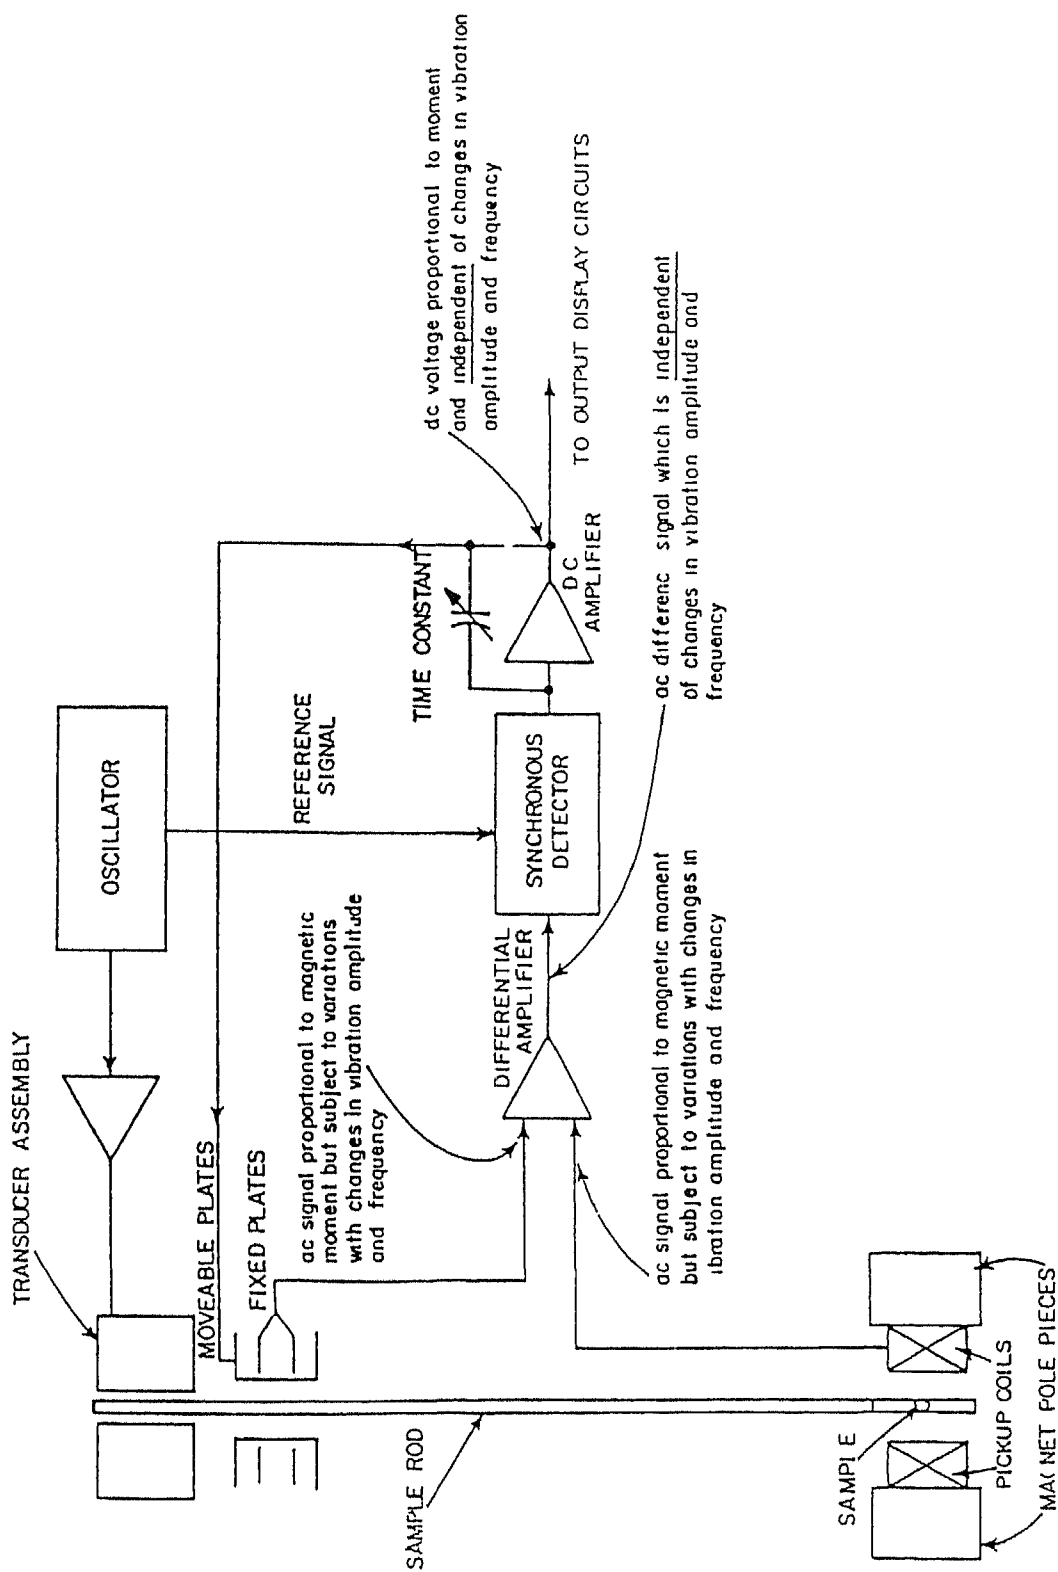 TRANSDUCER ASSEMBLY
OSCILLATOR
MOVEABLE PLATES
FIXED PLATES
REFERENCE
SIGNAL
ac signal proportional to magnetic
moment but subject to variations
with changes in vibration amplitude
and frequency
TIME CONSTANT
dc voltage proportional to moment
and independent of changes in vibration
amplitude and frequency
SAMPLE ROD
DIFFERENTIAL
AMPLIFIER
SYNCHRONOUS
DETECTOR
DC
AMPLIFIER
TO OUTPUT DISPLAY CIRCUITS
ac signal proportional to magnetic mament
but subject to variations with changes in
ibration amplitude and frequency
ac differenc signal which is independent
of changes in vibration amplitude and
frequency
SAMPLE
PICKUP COILS
MAGNET POLE PIECES